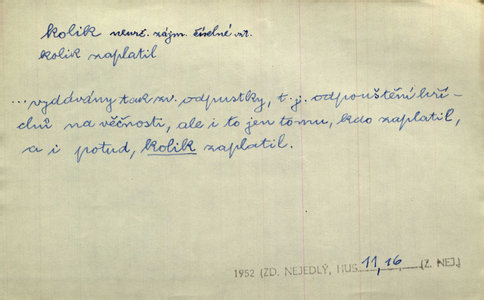 kolik neurč. zájm. číselné vzt.
kolik zaplatil
... vydávány tak zv. odpustky, t. j. odpouštění hří-
chů na věčnosti, ale i to jen tomu, kdo zaplatil,
a i potud, kolik zaplatil.
1952 (ZD. NEJEDLÝ, HUS 11, 16 (Z. NEJ.)